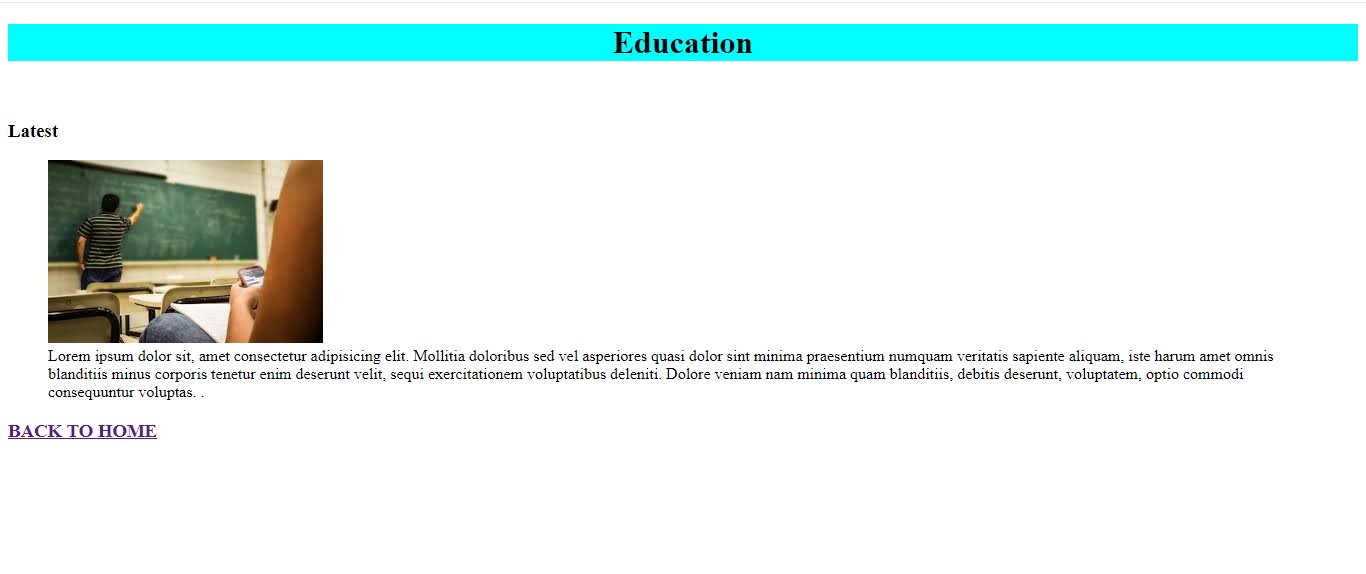 Education
Latest
Lorem ipsum dolor sit, amet consectetur adipisicing elit. Mollitia doloribus sed vel asperiores quasi dolor sint minima praesentium numquam veritatis sapiente aliquam, iste harum amet omnis
blanditiis minus corporis tenetur enim deserunt velit, sequi exercitationem voluptatibus deleniti. Dolore veniam nam minima quam blanditiis, debitis deserunt, voluptatem, optio commodi
consequuntur voluptas. .
BACK TO HOME